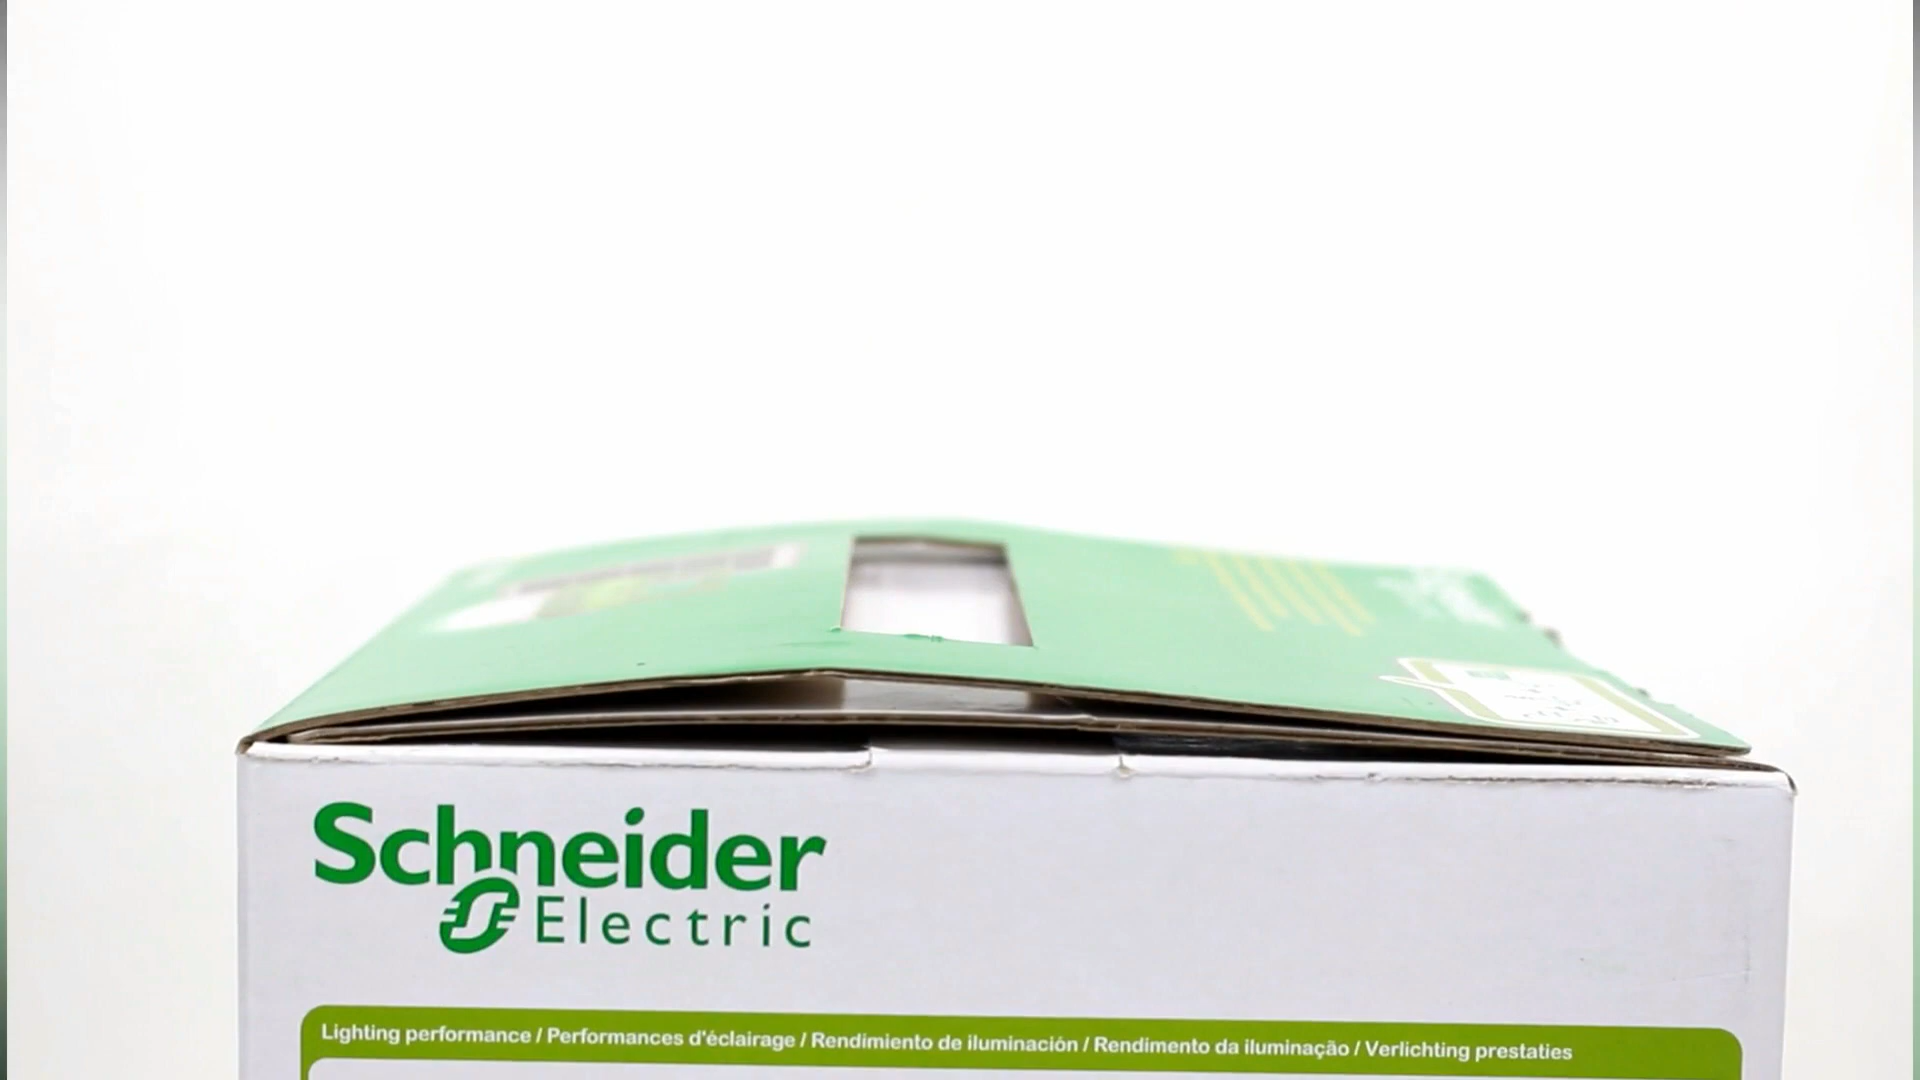 Schneider
Electric
Lighting performance / Performances d'éclairage / Rendimiento de iluminación / Rendimento da iluminação / Verlichting prestaties